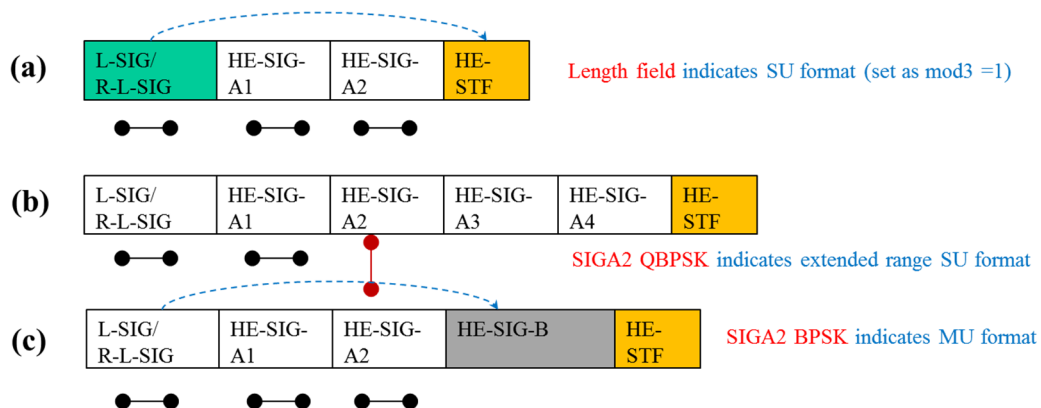 (a)
L-SIG/
R-L-SIG
HE-SIG-
A1
HE-SIG-
A2
HE-
STF
Length field indicates SU format (set as mod3 =1)
(b)
L-SIG/
R-L-SIG
HE-SIG-
A1
HE-SIG-
A2
HE-SIG-
A3
HE-SIG-
A4
HE-
STF
SIGA2 QBPSK indicates extended range SU format
(c)
L-SIG/
R-L-SIG
HE-SIG-
A1
HE-SIG-
A2
HE-SIG-B
HE-
STF
SIGA2 BPSK indicates MU format